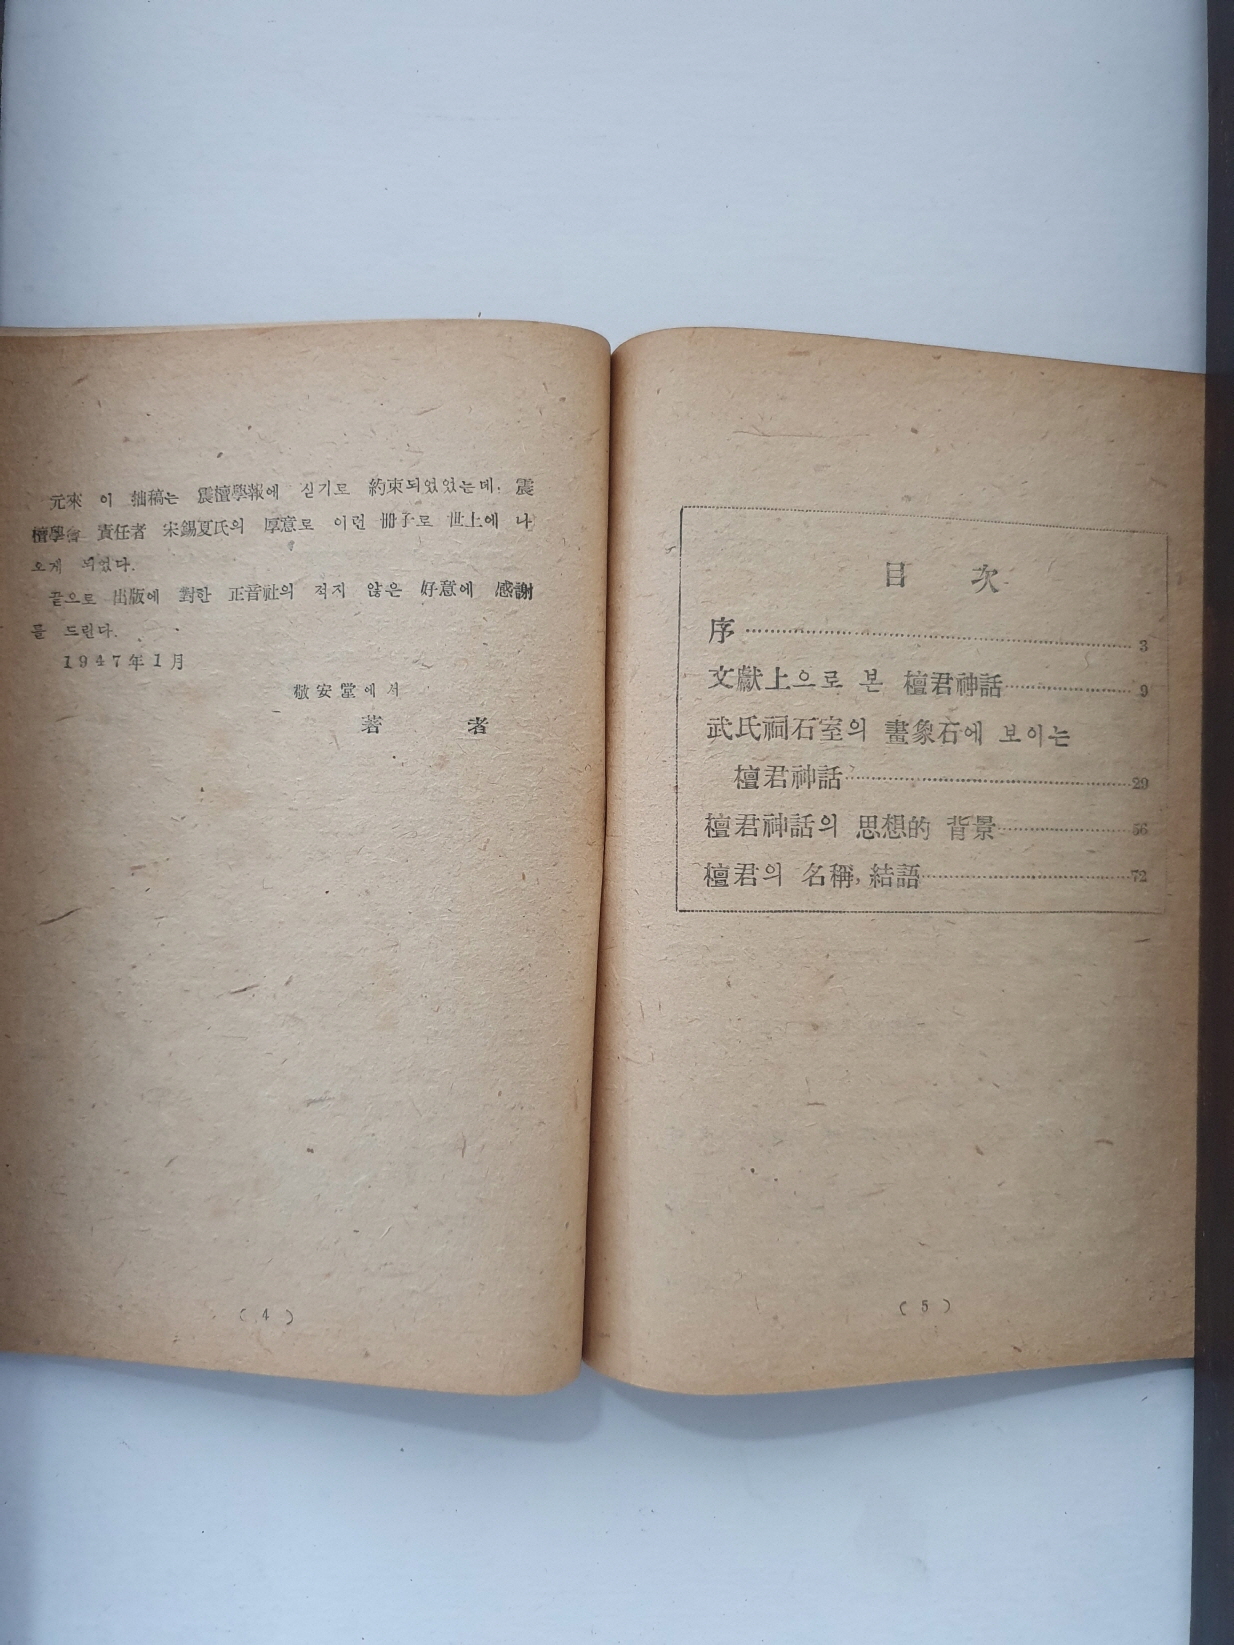 元來 이 拙稿는 震檀學報에 싣기로 約束되었었는데, 震
檀學會 責任者 宋錫夏氏의 厚意로 이런 冊子로 世上에 나
오게 되었다.
끝으로 出版에 對한 正音社의 적지 않은 好意에 感謝
를 드린다.
1947年1月
敬安堂에서
著 者
( 4 )
目 次
序……3
文獻上으로 본 檀君神話……9
武氏祠石室의 畫象石에 보이는
檀君神話……29
檀君神話의 思想的 背景……56
檀君의 名稱, 結語……72
( 5 )